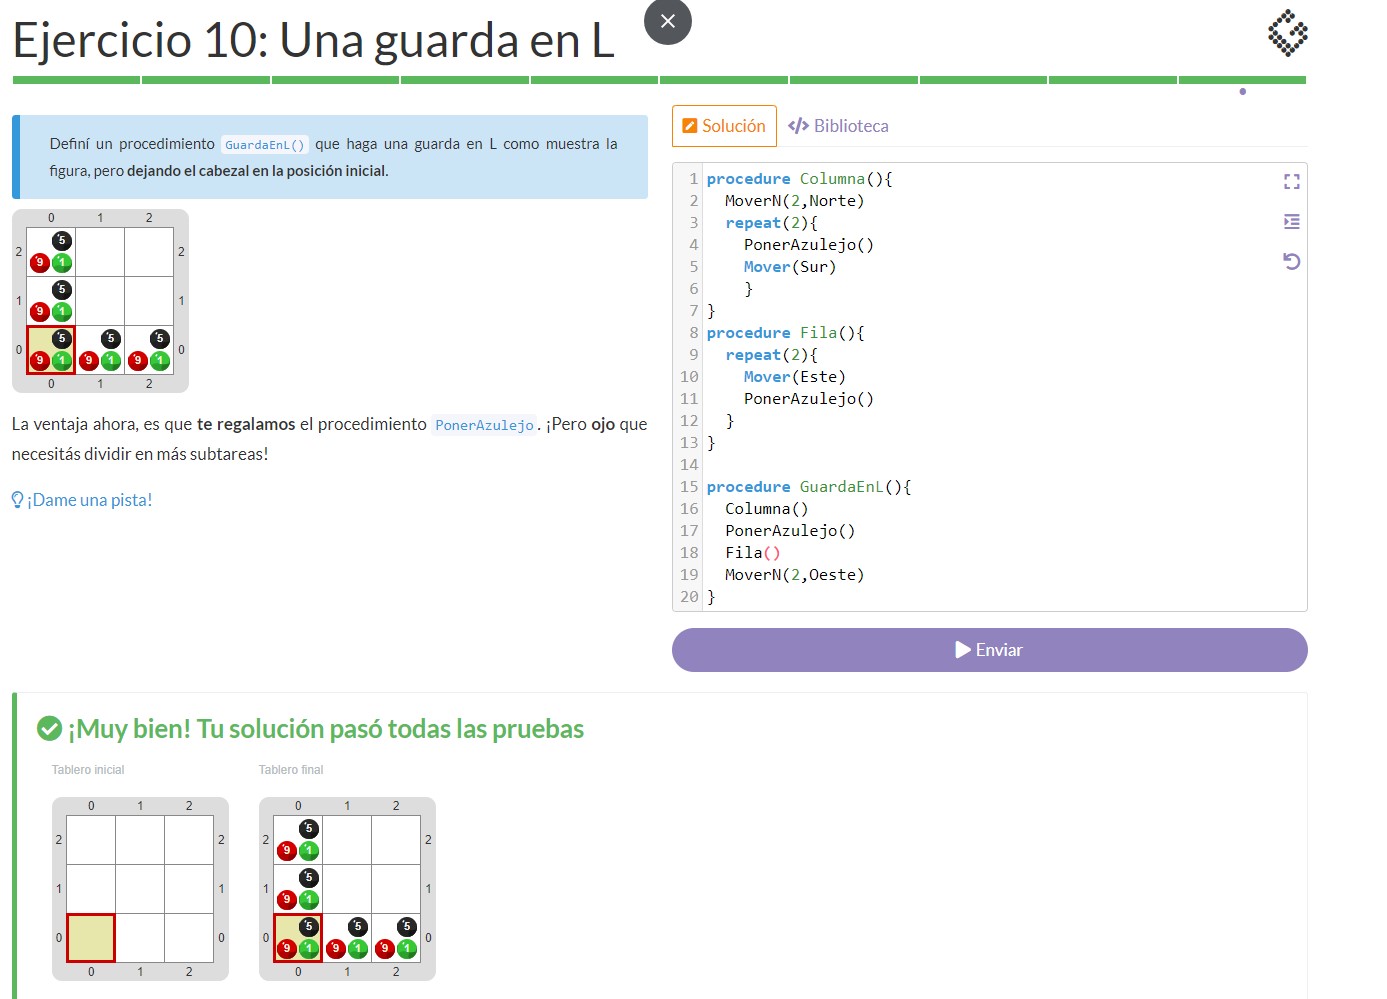 Ejercicio 10: Una guarda en L
Definí un procedimiento GuardaEnL() que haga una guarda en L como muestra la
figura, pero dejando el cabezal en la posición inicial.
0 1 2
5
2 9 1 2
5
1 9 1 1
5 5 5
0 9 1 9 1 9 1 0
0 1 2
La ventaja ahora, es que te regalamos el procedimiento PonerAzulejo. ¡Pero ojo que
necesitás dividir en más subtareas!
¡Dame una pista!
Solución </> Biblioteca
1 procedure Columna(){
2 MoverN(2,Norte)
3 repeat(2){
4 PonerAzulejo()
5 Mover(Sur)
6 }
7 }
8 procedure Fila(){
9 repeat(2){
10 Mover(Este)
11 PonerAzulejo()
12 }
13 }
14
15 procedure GuardaEnL(){
16 Columna()
17 PonerAzulejo()
18 Fila()
19 MoverN(2,Oeste)
20 }
Enviar
¡Muy bien! Tu solución pasó todas las pruebas
Tablero inicial
0 1 2
2 2
1 1
0 0
0 1 2
Tablero final
0 1 2
5
2 9 1 2
5
1 9 1 1
5 5 5
0 9 1 9 1 9 1 0
0 1 2